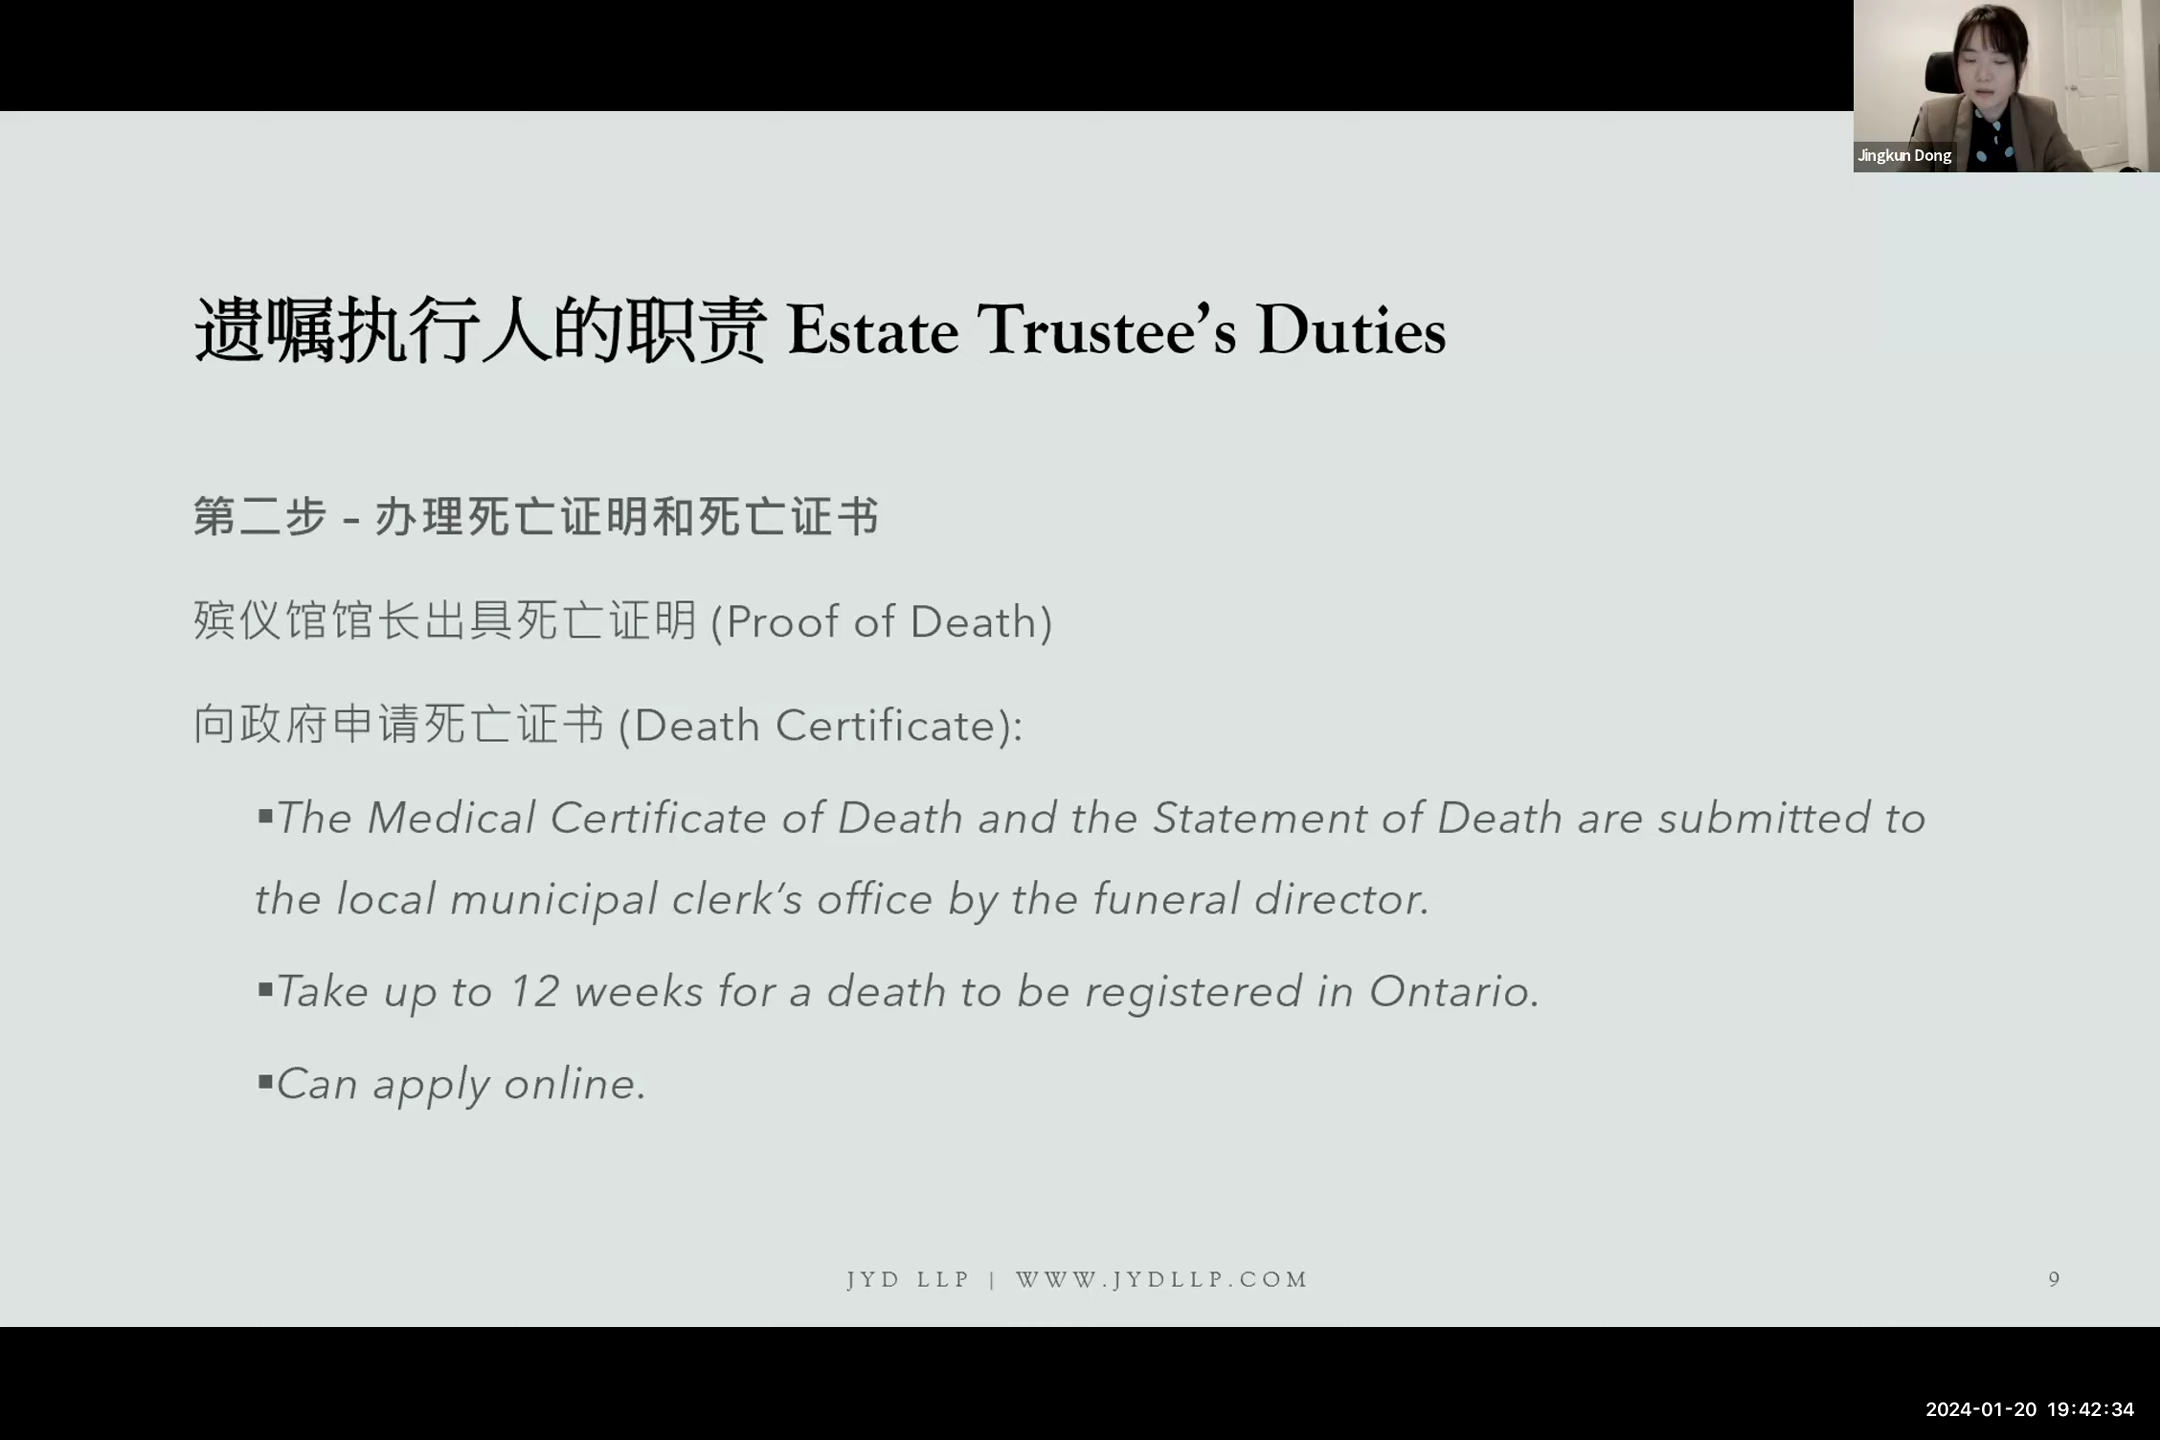 Jingkun Dong
遗嘱执行人的职责 Estate Trustee’s Duties
第二步 – 办理死亡证明和死亡证书
殡仪馆馆长出具死亡证明 (Proof of Death)
向政府申请死亡证书 (Death Certificate):
▪The Medical Certificate of Death and the Statement of Death are submitted to
the local municipal clerk’s office by the funeral director.
▪Take up to 12 weeks for a death to be registered in Ontario.
▪Can apply online.
JYD LLP | WWW.JYDLLP.COM
9
2024-01-20 19:42:34